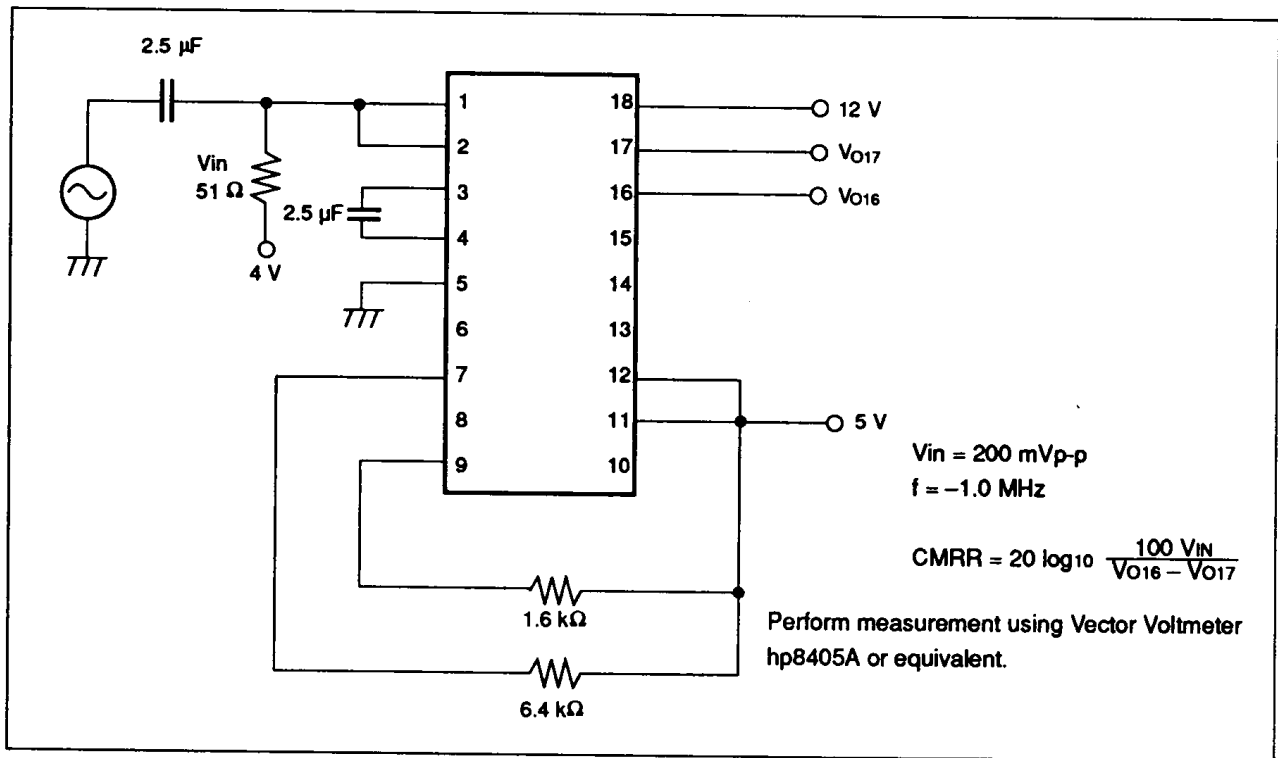 2.5 µF
1
18
12 V
2
17
VO17
Vin
51 Ω
3
16
VO16
2.5 µF
4
15
4 V
5
14
6
13
7
12
8
11
5 V
9
10
Vin = 200 mVp-p
f = –1.0 MHz
CMRR = 20 log10 100 VIN / VO16 – VO17
1.6 kΩ
Perform measurement using Vector Voltmeter
hp8405A or equivalent.
6.4 kΩ